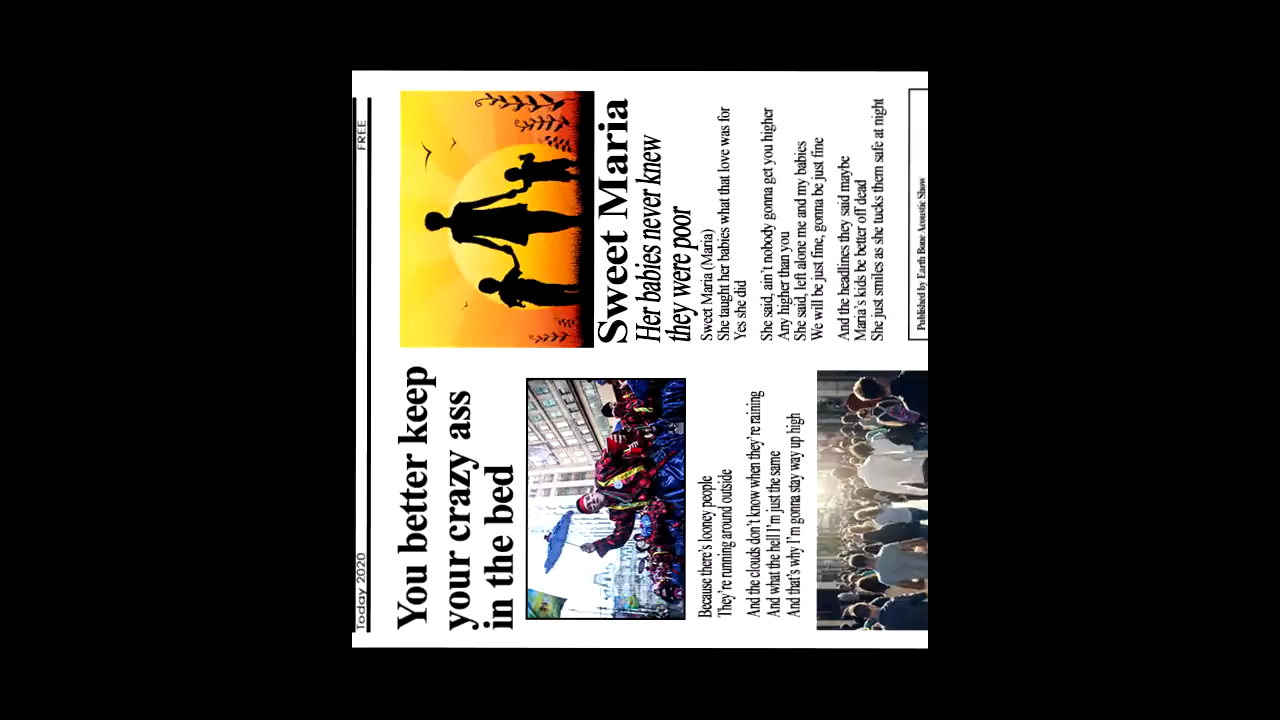 Today 2020
FREE
You better keep
your crazy ass
in the bed
Because there's looney people
They're running around outside
And the clouds don't know when they're raining
And what the hell I'm just the same
And that's why I'm gonna stay way up high
Sweet Maria
Her babies never knew
they were poor
Sweet Maria (Maria)
She taught her babies what that love was for
Yes she did
She said, ain't nobody gonna get you higher
Any higher than you
She said, left alone me and my babies
We will be just fine, gonna be just fine
And the headlines they said maybe
Maria's kids be better off dead
She just smiles as she tucks them safe at night
Published by Earth Bone Acoustic Show